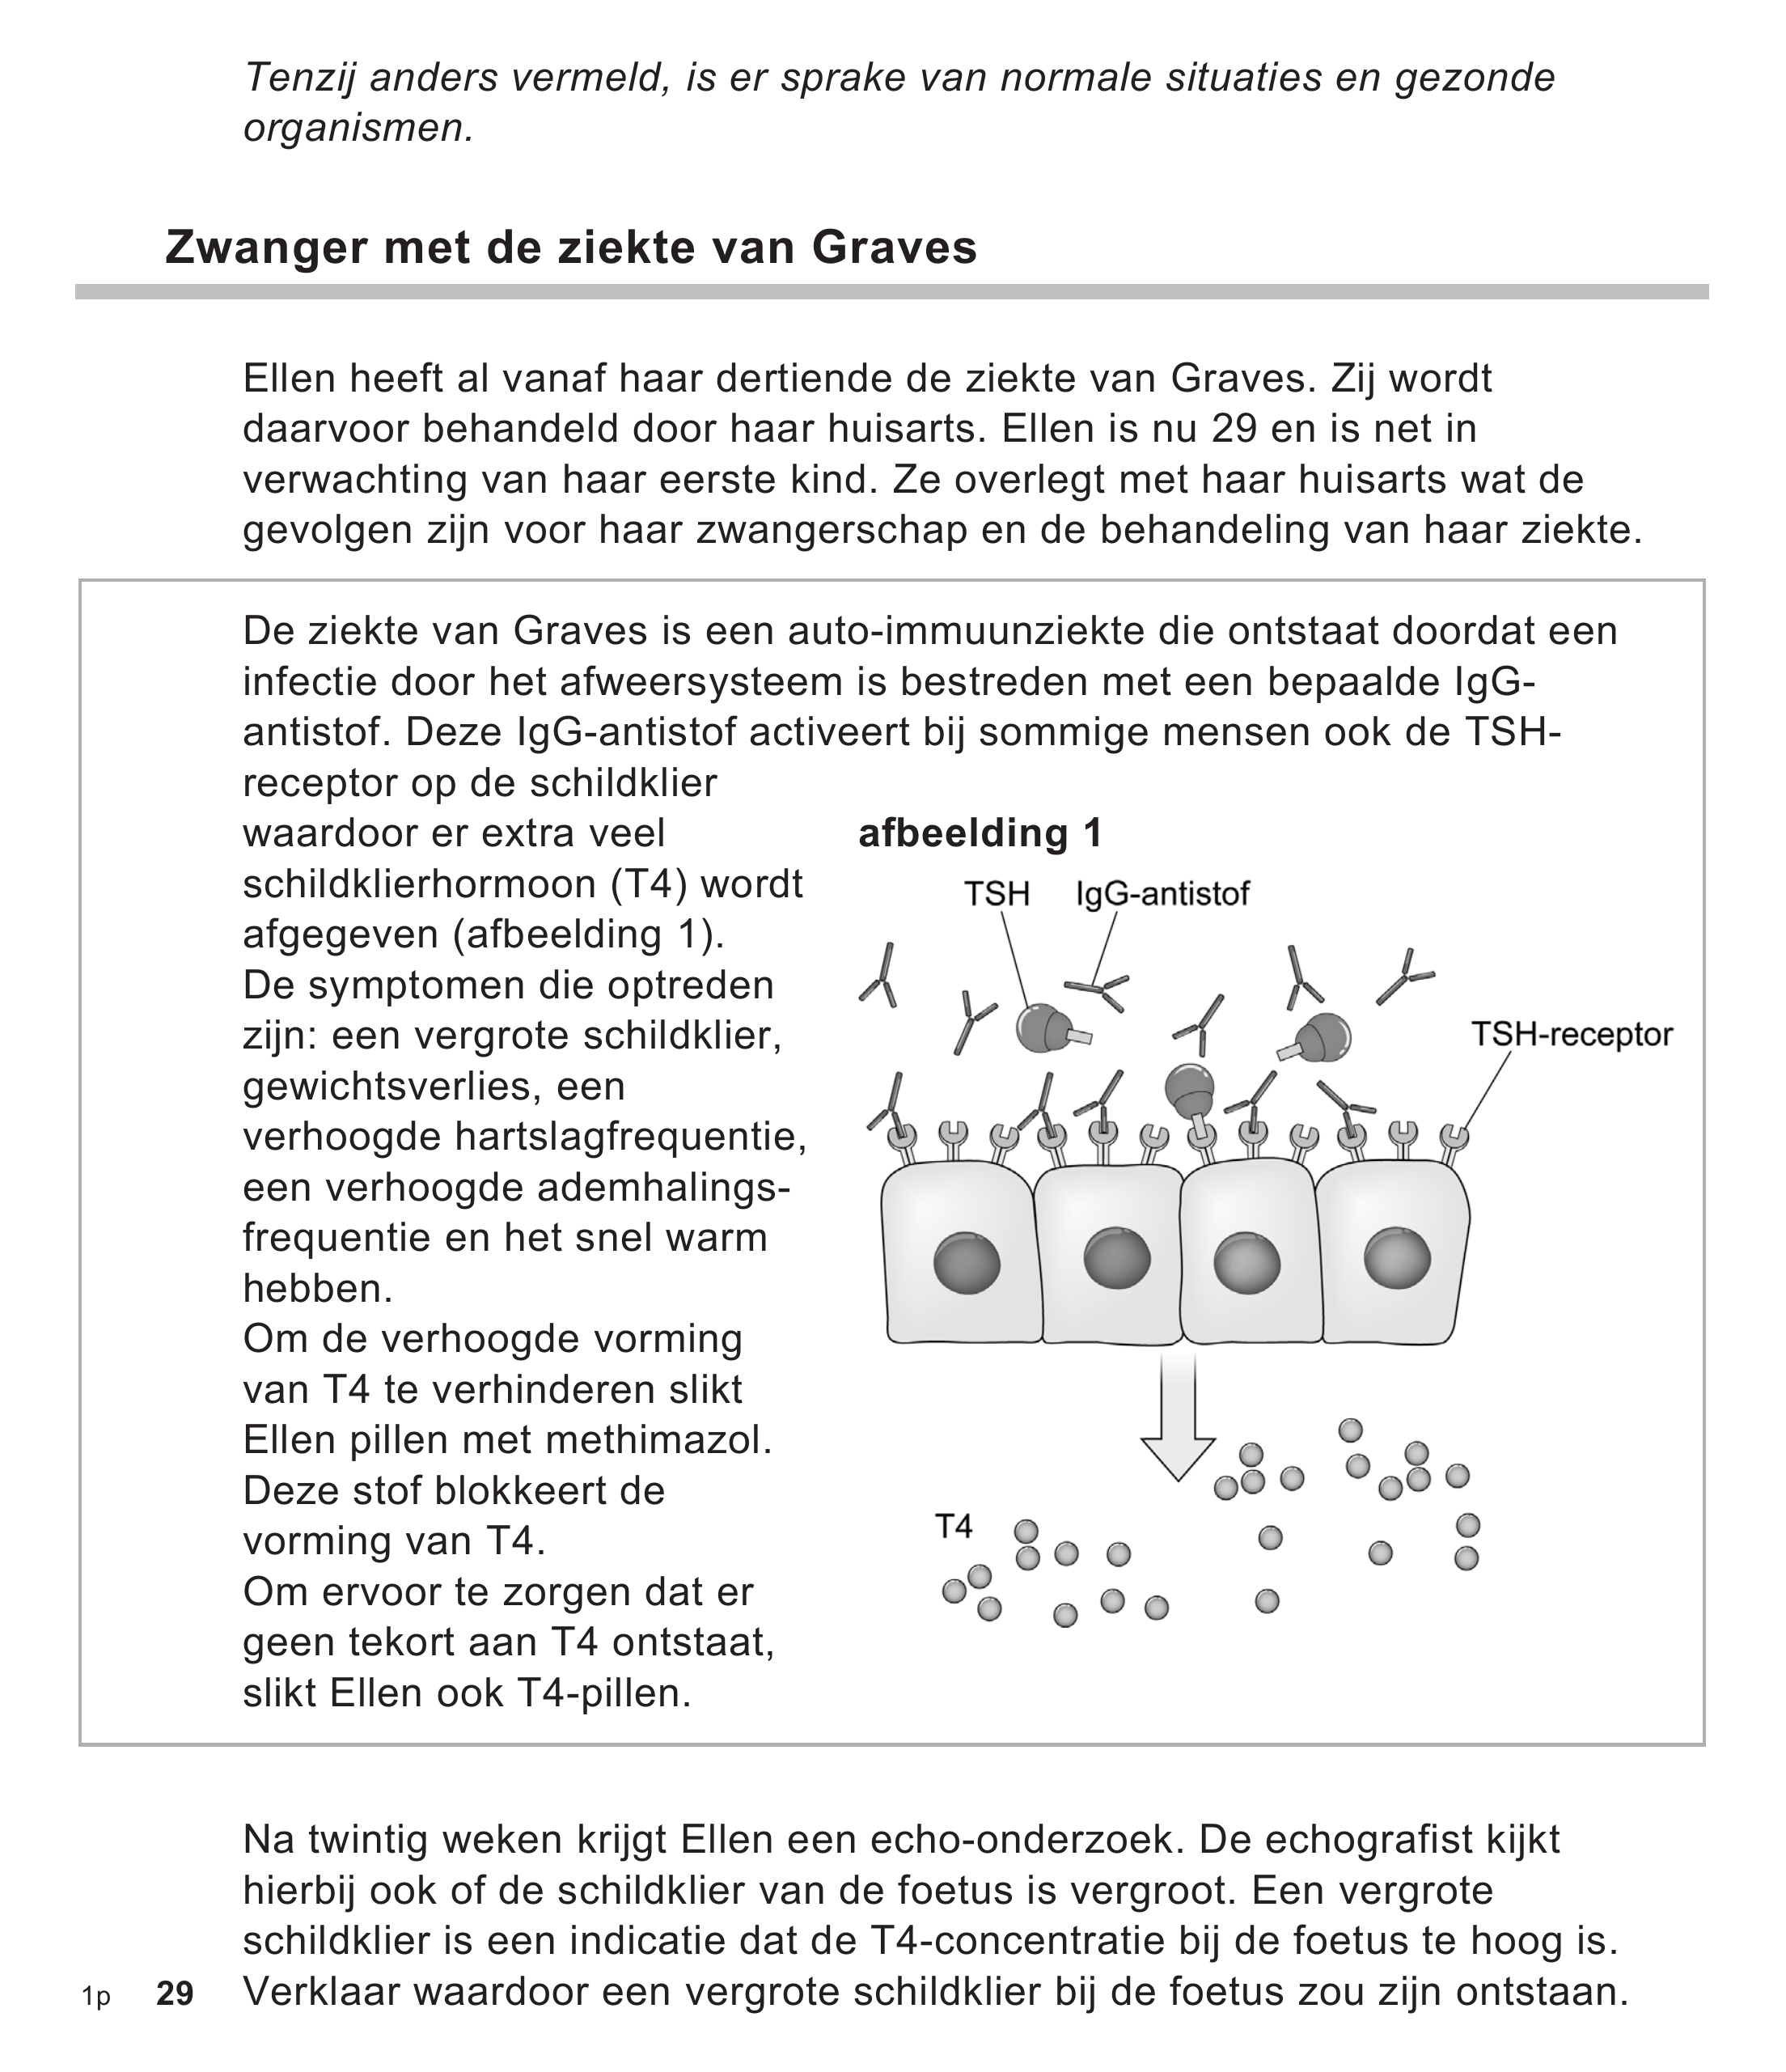 Tenzij anders vermeld, is er sprake van normale situaties en gezonde
organismen.
Zwanger met de ziekte van Graves
Ellen heeft al vanaf haar dertiende de ziekte van Graves. Zij wordt
daarvoor behandeld door haar huisarts. Ellen is nu 29 en is net in
verwachting van haar eerste kind. Ze overlegt met haar huisarts wat de
gevolgen zijn voor haar zwangerschap en de behandeling van haar ziekte.
De ziekte van Graves is een auto-immuunziekte die ontstaat doordat een
infectie door het afweersysteem is bestreden met een bepaalde IgG-
antistof. Deze IgG-antistof activeert bij sommige mensen ook de TSH-
receptor op de schildklier
waardoor er extra veel
schildklierhormoon (T4) wordt
afgegeven (afbeelding 1).
De symptomen die optreden
zijn: een vergrote schildklier,
gewichtsverlies, een
verhoogde hartslagfrequentie,
een verhoogde ademhalings-
frequentie en het snel warm
hebben.
Om de verhoogde vorming
van T4 te verhinderen slikt
Ellen pillen met methimazol.
Deze stof blokkeert de
vorming van T4.
Om ervoor te zorgen dat er
geen tekort aan T4 ontstaat,
slikt Ellen ook T4-pillen.
afbeelding 1
TSH IgG-antistof
TSH-receptor
T4
Na twintig weken krijgt Ellen een echo-onderzoek. De echografist kijkt
hierbij ook of de schildklier van de foetus is vergroot. Een vergrote
schildklier is een indicatie dat de T4-concentratie bij de foetus te hoog is.
1p 29 Verklaar waardoor een vergrote schildklier bij de foetus zou zijn ontstaan.